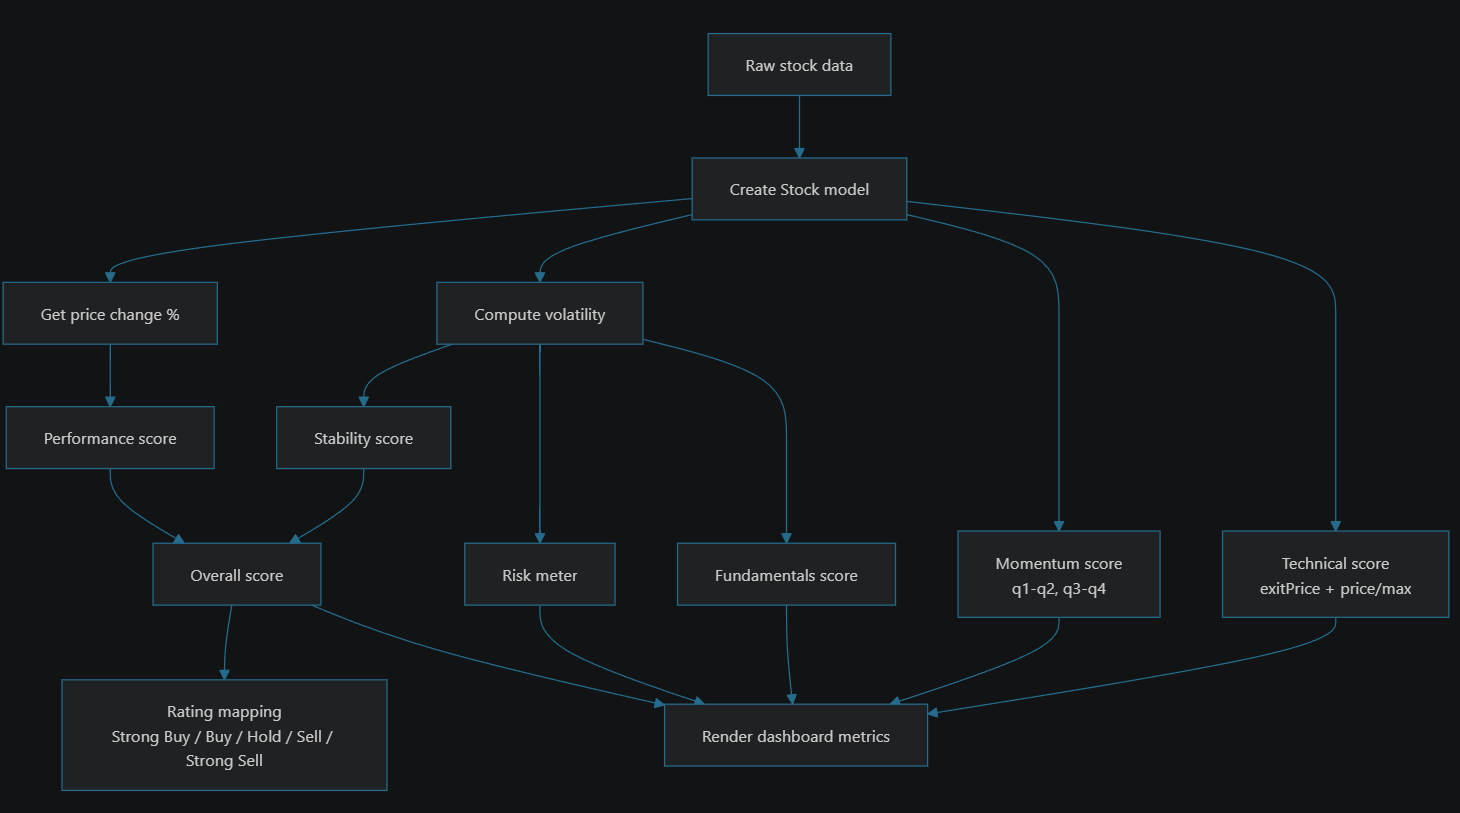 Raw stock data
Create Stock model
Get price change %
Compute volatility
Performance score
Stability score
Overall score
Risk meter
Fundamentals score
Momentum score
q1-q2, q3-q4
Technical score
exitPrice + price/max
Rating mapping
Strong Buy / Buy / Hold / Sell /
Strong Sell
Render dashboard metrics